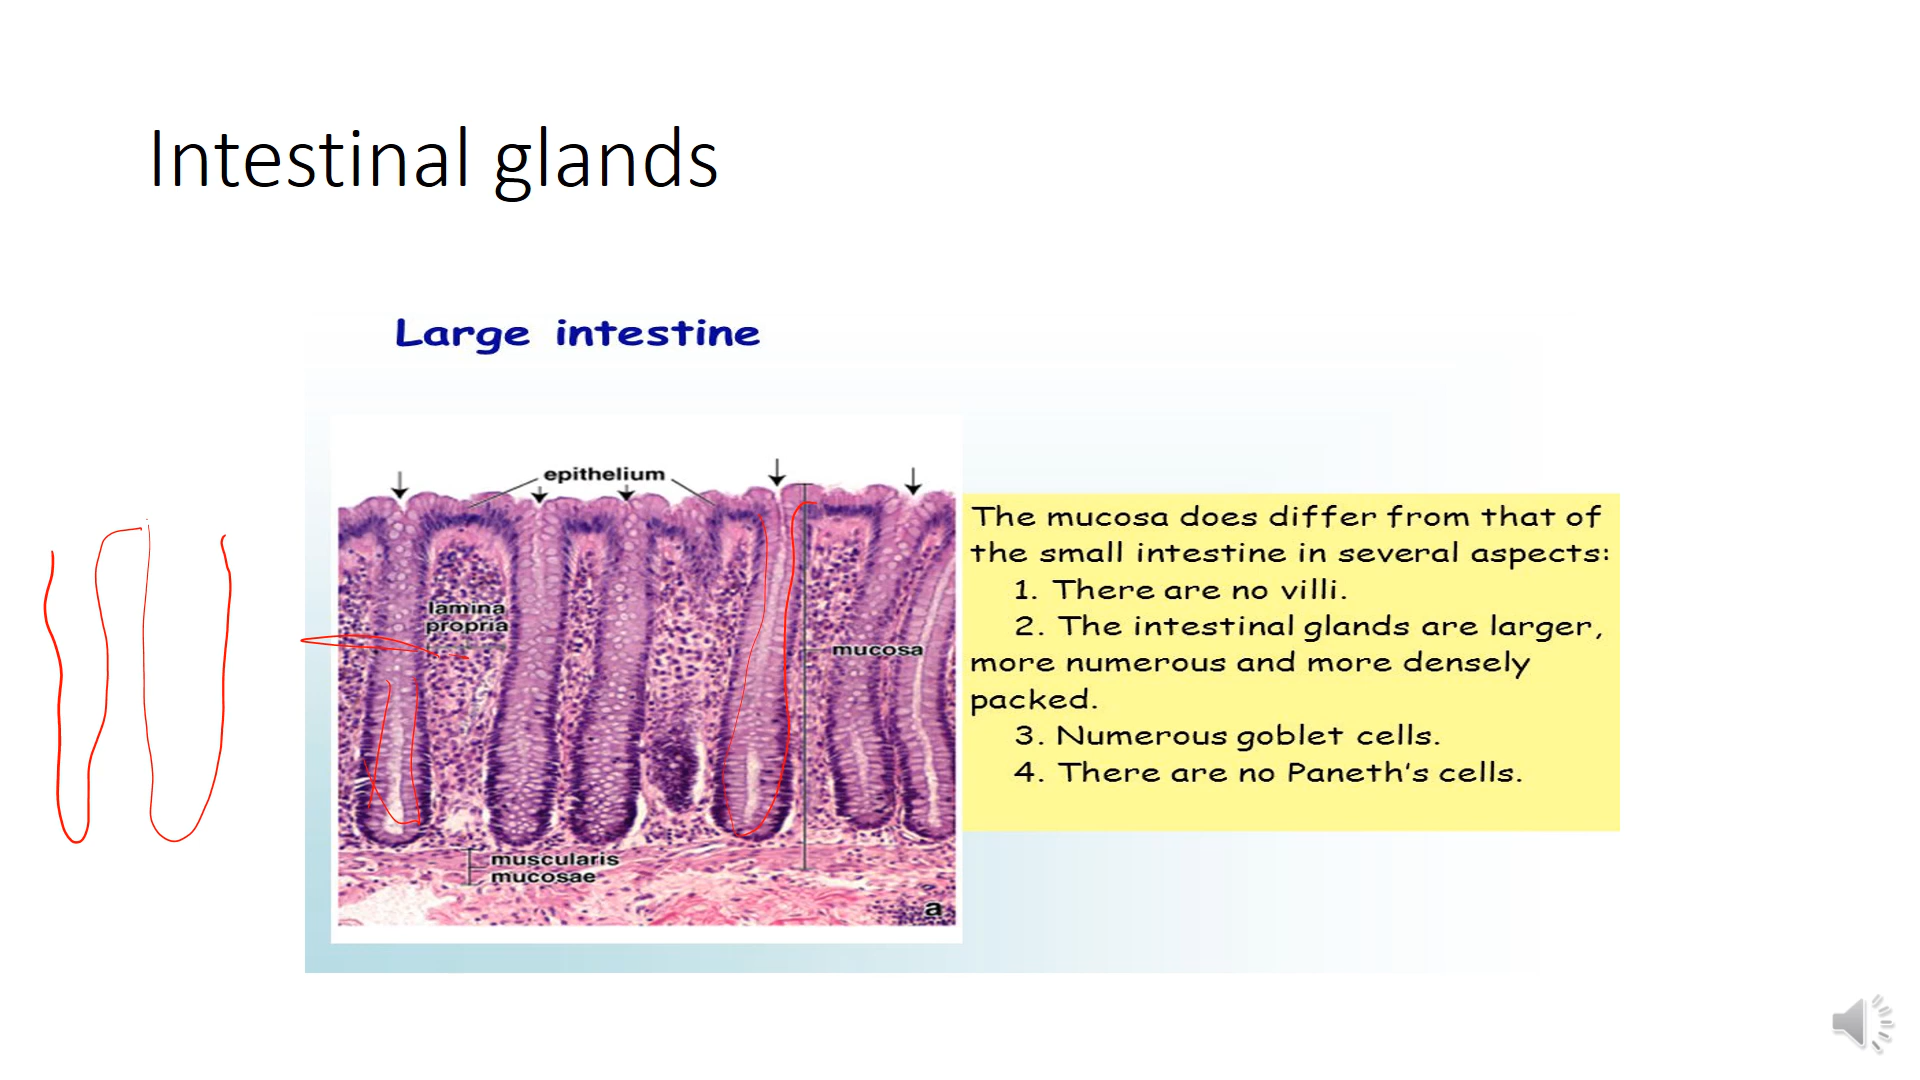 Intestinal glands
Large intestine
epithelium
lamina
propria
mucosa
muscularis
mucosae
a
The mucosa does differ from that of
the small intestine in several aspects:
1. There are no villi.
2. The intestinal glands are larger,
more numerous and more densely
packed.
3. Numerous goblet cells.
4. There are no Paneth's cells.